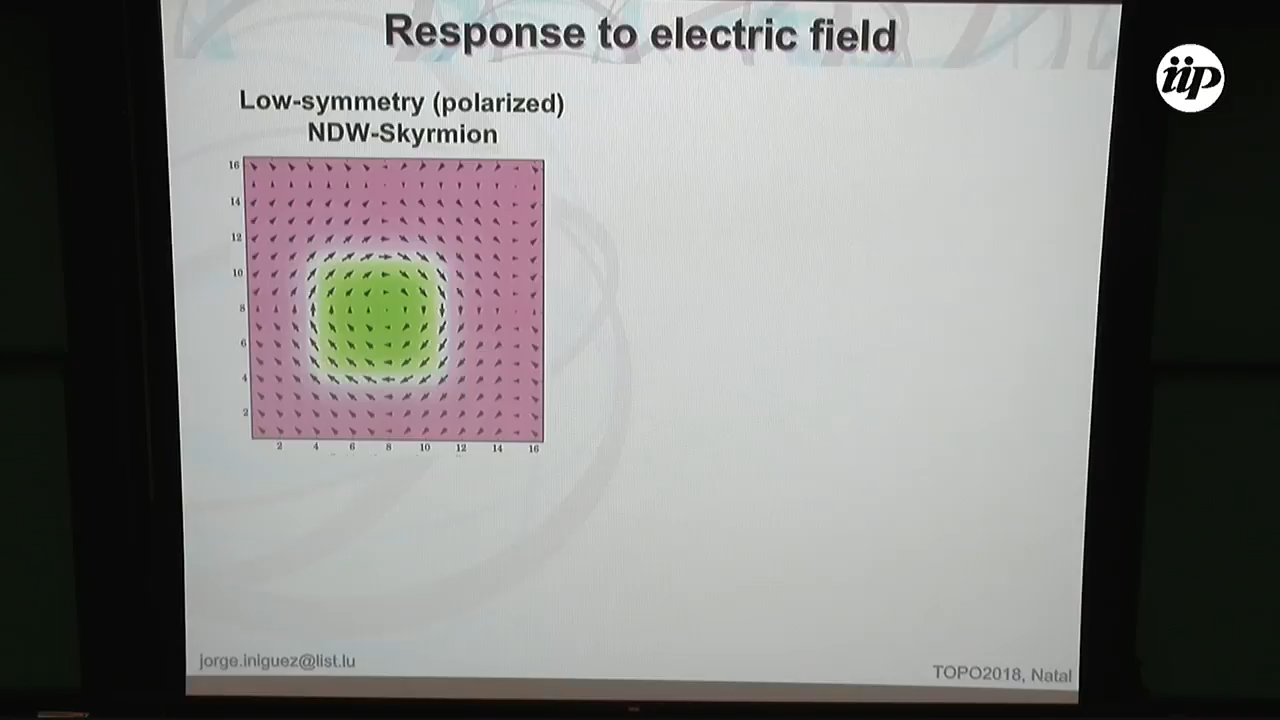 Response to electric field
iip
Low-symmetry (polarized)
NDW-Skyrmion
16
14
12
10
8
6
4
2
2 4 6 8 10 12 14 16
jorge.iniguez@list.lu
TOPO2018, Natal